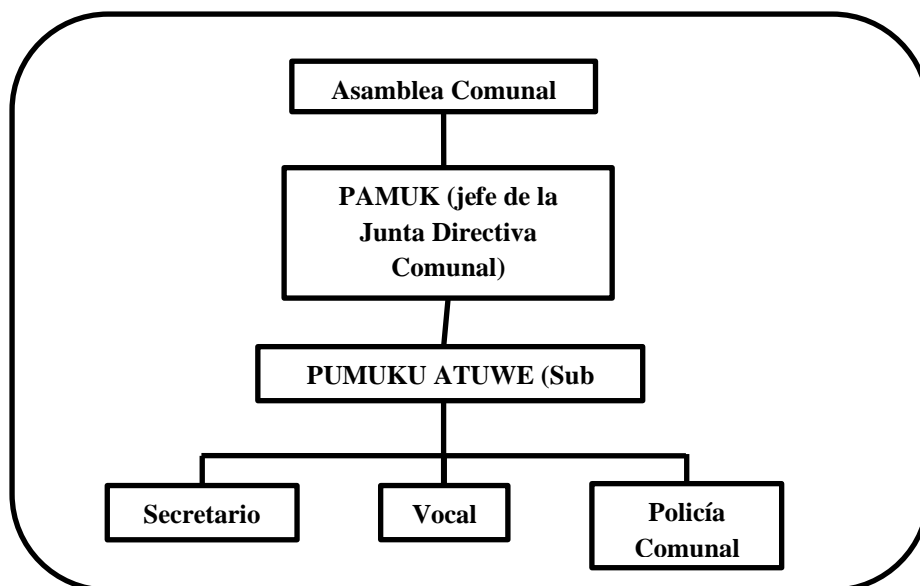 Asamblea Comunal
PAMUK (jefe de la
Junta Directiva
Comunal)
PUMUKU ATUWE (Sub
Secretario
Vocal
Policía
Comunal